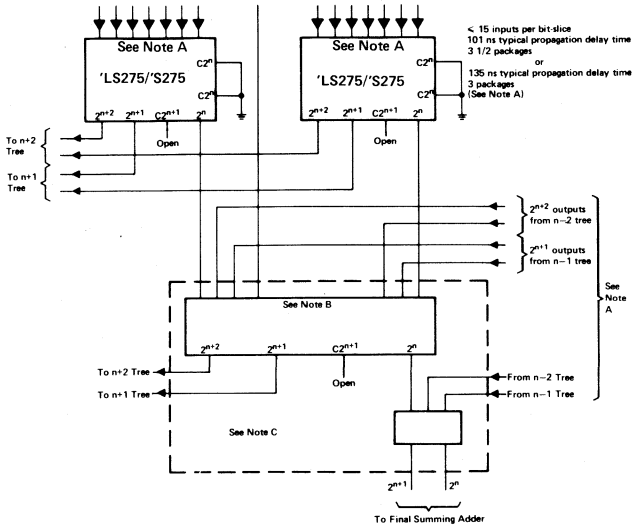 See Note A
C2ⁿ
'LS275/'S275
C2ⁿ
2ⁿ⁺² 2ⁿ⁺¹ C2ⁿ⁺¹ 2ⁿ
Open
See Note A
C2ⁿ
'LS275/'S275
C2ⁿ
2ⁿ⁺² 2ⁿ⁺¹ C2ⁿ⁺¹ 2ⁿ
Open
< 15 inputs per bit-slice
101 ns typical propagation delay time
3 1/2 packages
or
135 ns typical propagation delay time
3 packages
(See Note A)
To n+2
Tree
To n+1
Tree
2ⁿ⁺² outputs
from n–2 tree
2ⁿ⁺¹ outputs
from n–1 tree
See
Note
A
See Note B
2ⁿ⁺² 2ⁿ⁺¹ C2ⁿ⁺¹ 2ⁿ
To n+2 Tree
To n+1 Tree
Open
From n–2 Tree
From n–1 Tree
See Note C
2ⁿ⁺¹ 2ⁿ
To Final Summing Adder